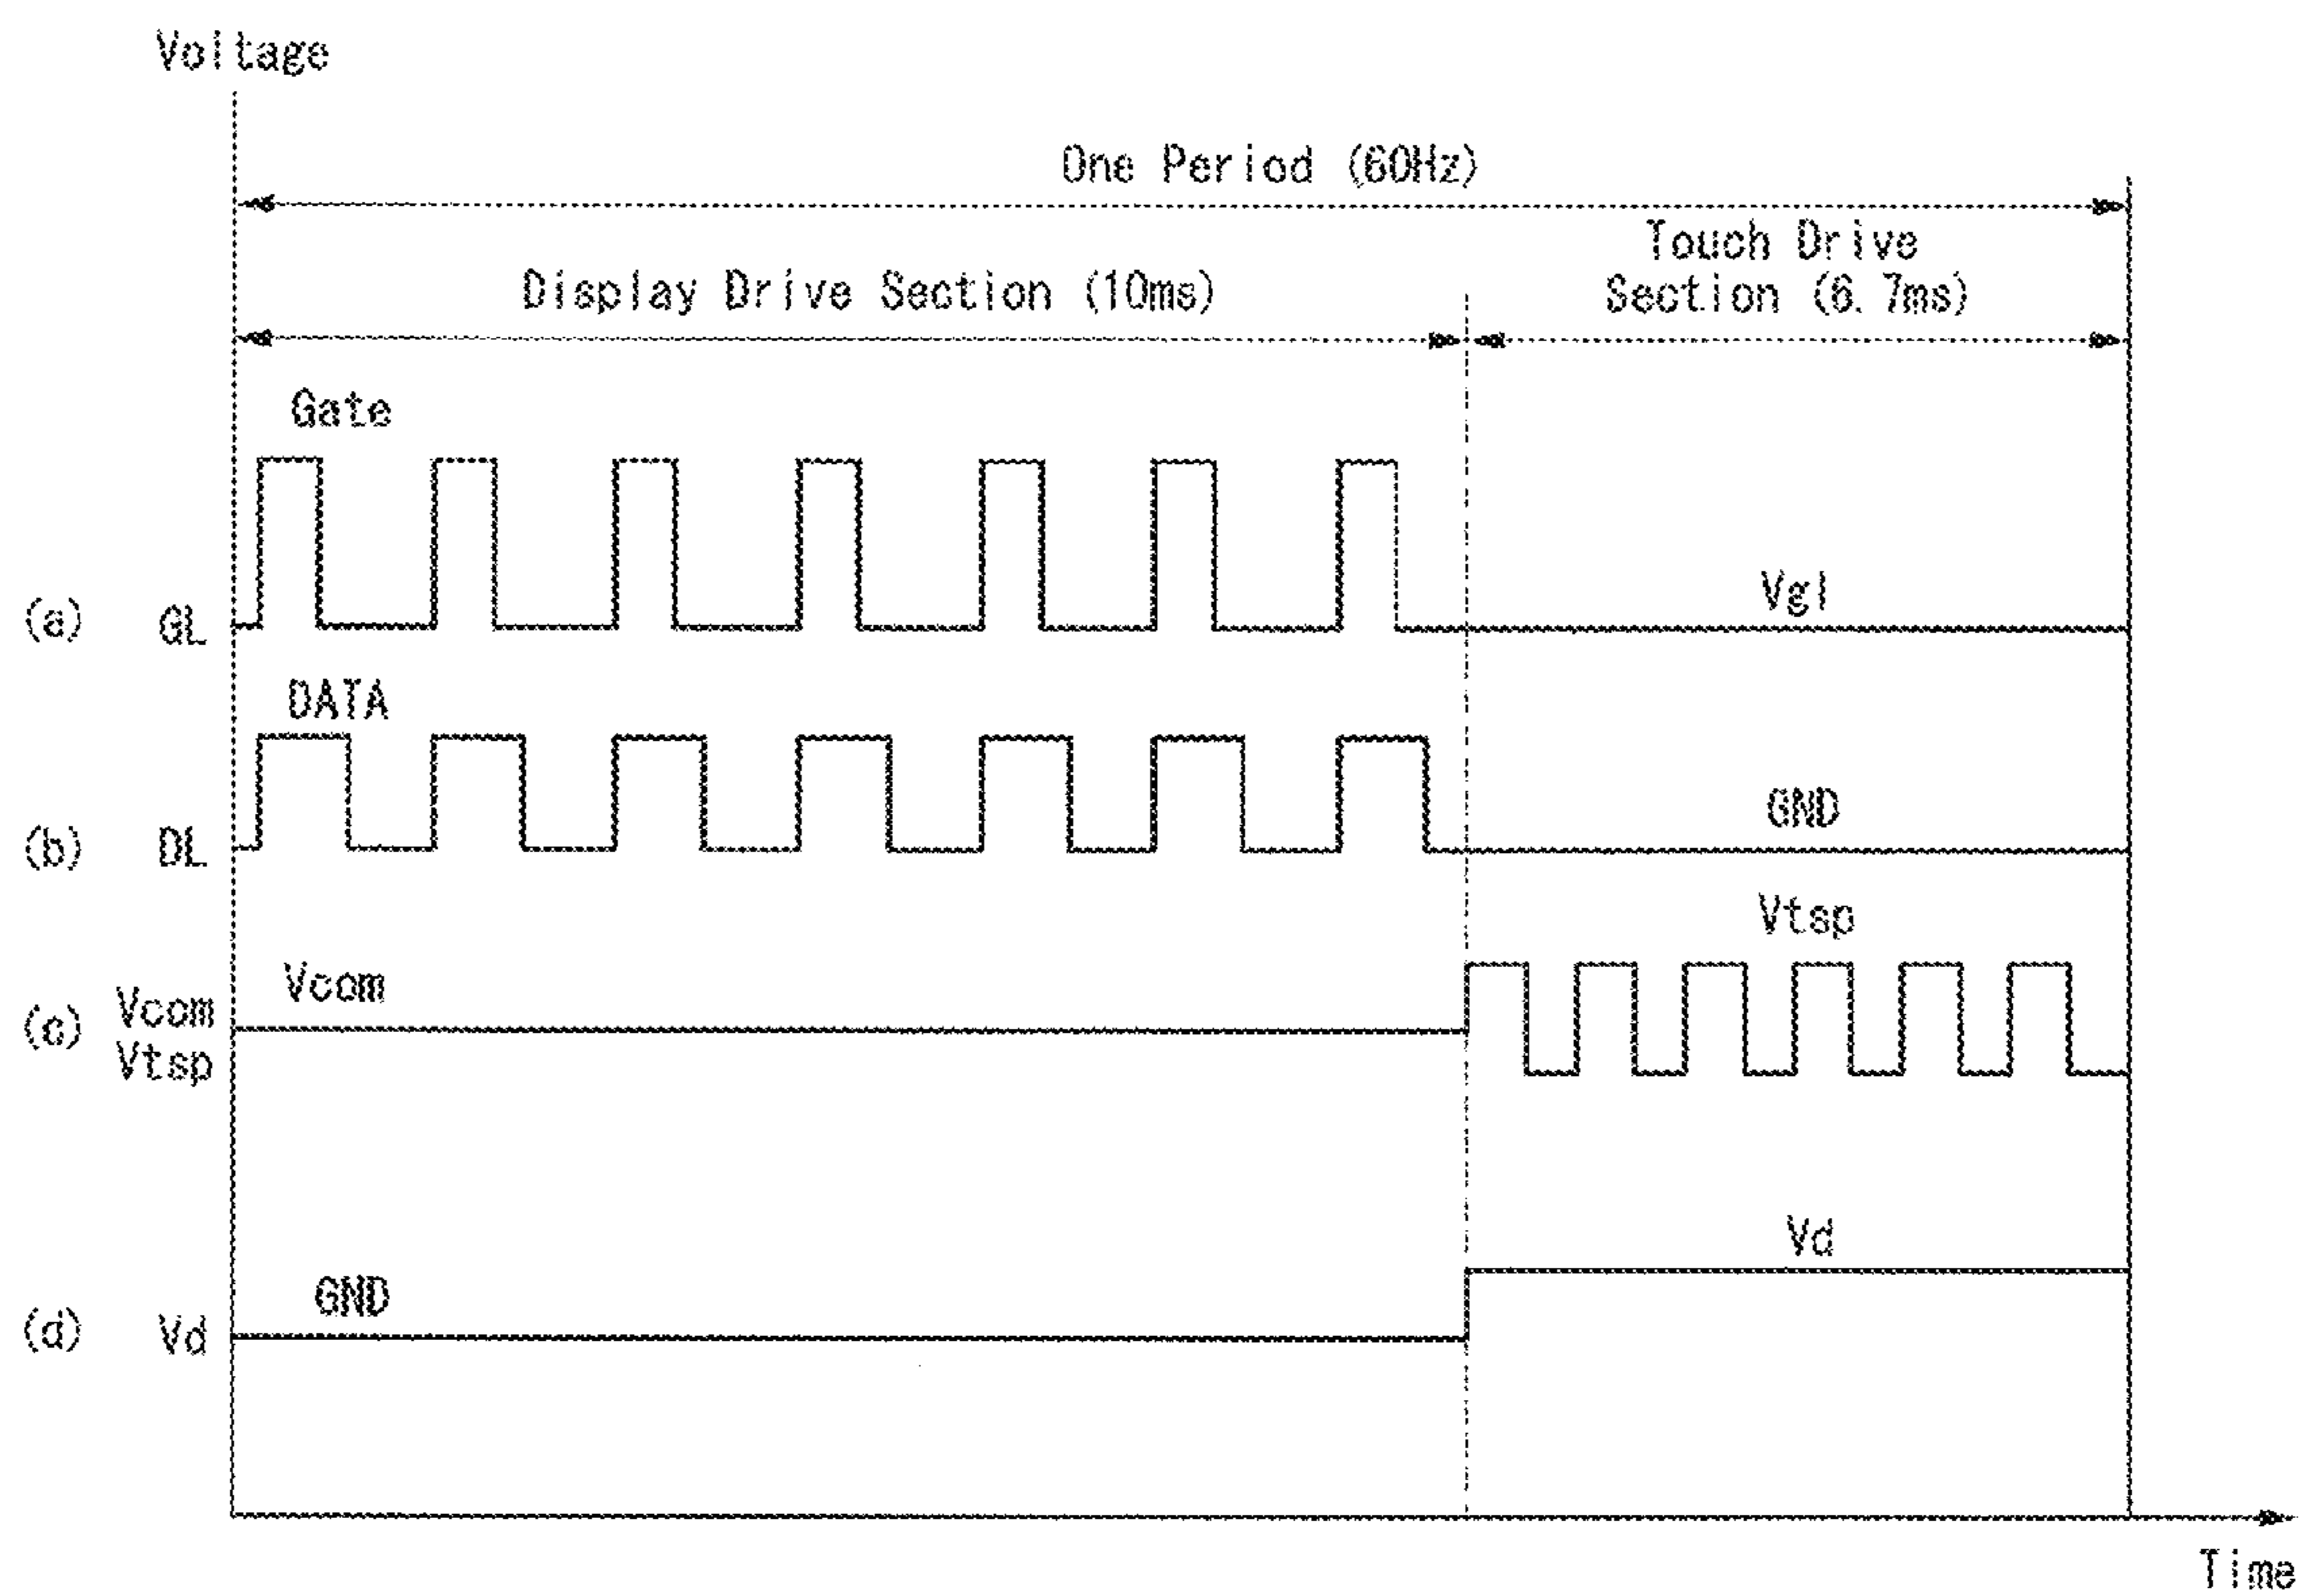 Voltage
One Period (60Hz)
Touch Drive
Display Drive Section (10ms)
Section (6.7ms)
Gate
Vgl
(a) GL
DATA
GND
(b) DL
Vtsp
Vcom
(c) Vcom
Vtsp
Vd
GND
(d) Vd
Time